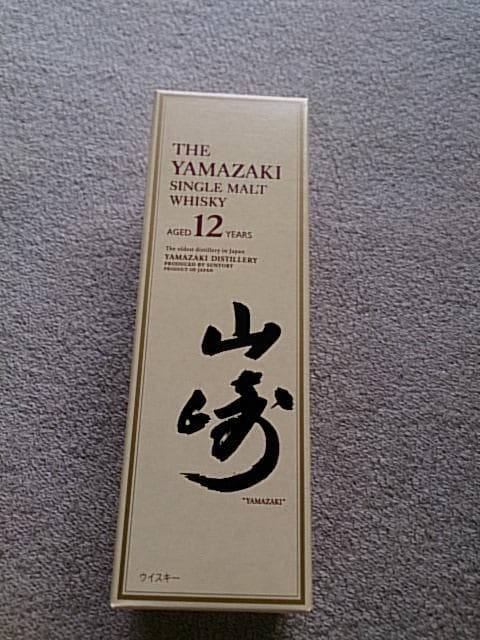 THE
YAMAZAKI
SINGLE MALT
WHISKY
AGED 12 YEARS
The oldest distillery in Japan
YAMAZAKI DISTILLERY
PRODUCED BY SUNTORY
PRODUCT OF JAPAN
山
崎
"YAMAZAKI"
ウイスキー